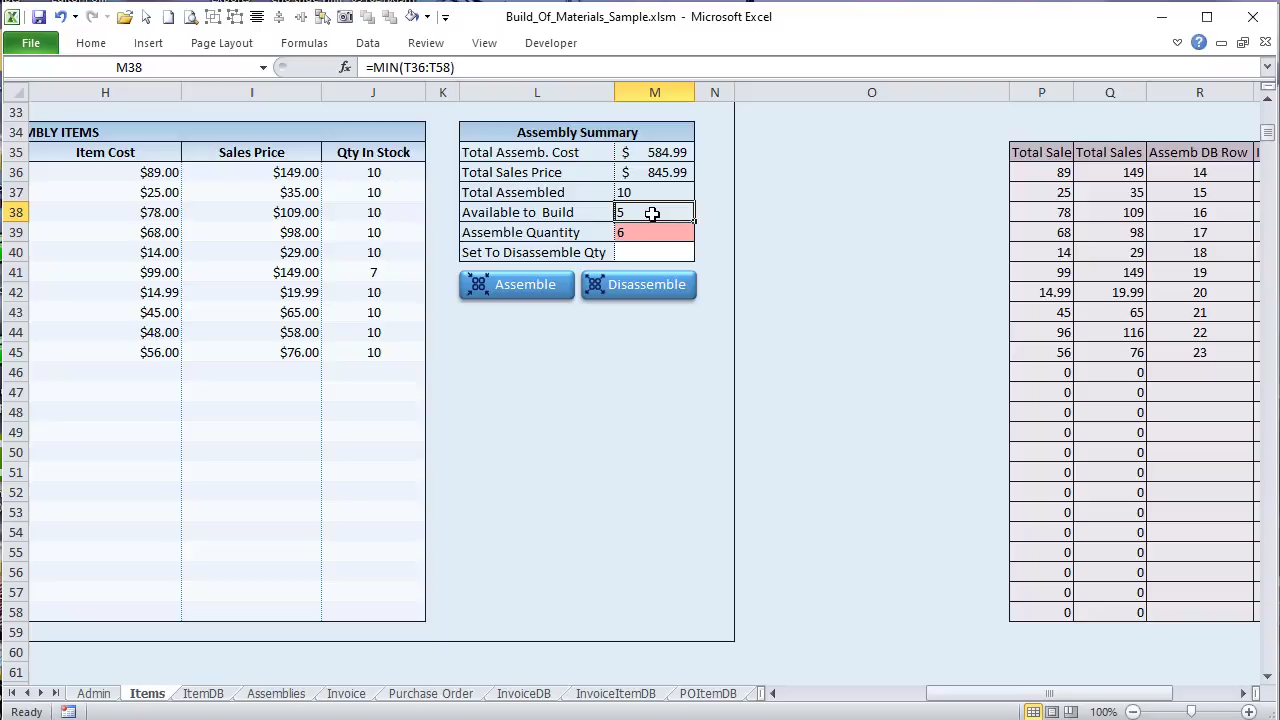 Build_Of_Materials_Sample.xlsm - Microsoft Excel
File Home Insert Page Layout Formulas Data Review View Developer
M38 fx =MIN(T36:T58)
H I J K L M N O P Q R
33
34 MBLY ITEMS Assembly Summary
35 Item Cost Sales Price Qty In Stock Total Assemb. Cost $ 584.99 Total Sale Total Sales Assemb DB Row
36 $89.00 $149.00 10 Total Sales Price $ 845.99 89 149 14
37 $25.00 $35.00 10 Total Assembled 10 25 35 15
38 $78.00 $109.00 10 Available to Build 5 78 109 16
39 $68.00 $98.00 10 Assemble Quantity 6 68 98 17
40 $14.00 $29.00 10 Set To Disassemble Qty 14 29 18
41 $99.00 $149.00 7 99 149 19
Assemble Disassemble
42 $14.99 $19.99 10 14.99 19.99 20
43 $45.00 $65.00 10 45 65 21
44 $48.00 $58.00 10 96 116 22
45 $56.00 $76.00 10 56 76 23
46 0 0
47 0 0
48 0 0
49 0 0
50 0 0
51 0 0
52 0 0
53 0 0
54 0 0
55 0 0
56 0 0
57 0 0
58 0 0
59
60
61
Admin Items ItemDB Assemblies Invoice Purchase Order InvoiceDB InvoiceItemDB POItemDB
Ready 100%